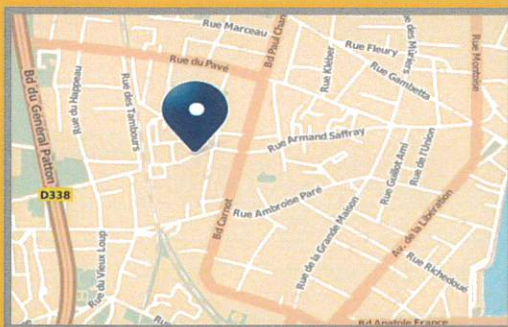 Rue Marceau
Rue du Pavé
Bd Paul Chan
Rue Fleury
Rue des Mûriers
Rue Montoise
Rue Kléber
Rue Gambetta
Bd du Général Patton
Rue du Happeau
Rue des Tambours
Rue Armand Saffray
Rue Guillot Ami
Rue de l'Union
D338
Rue Ambroise Paré
Bd Carnot
Rue de la Grande Maison
Av. de la Libération
Rue du Vieux Loup
Rue Richedoué
Bd Anatole France